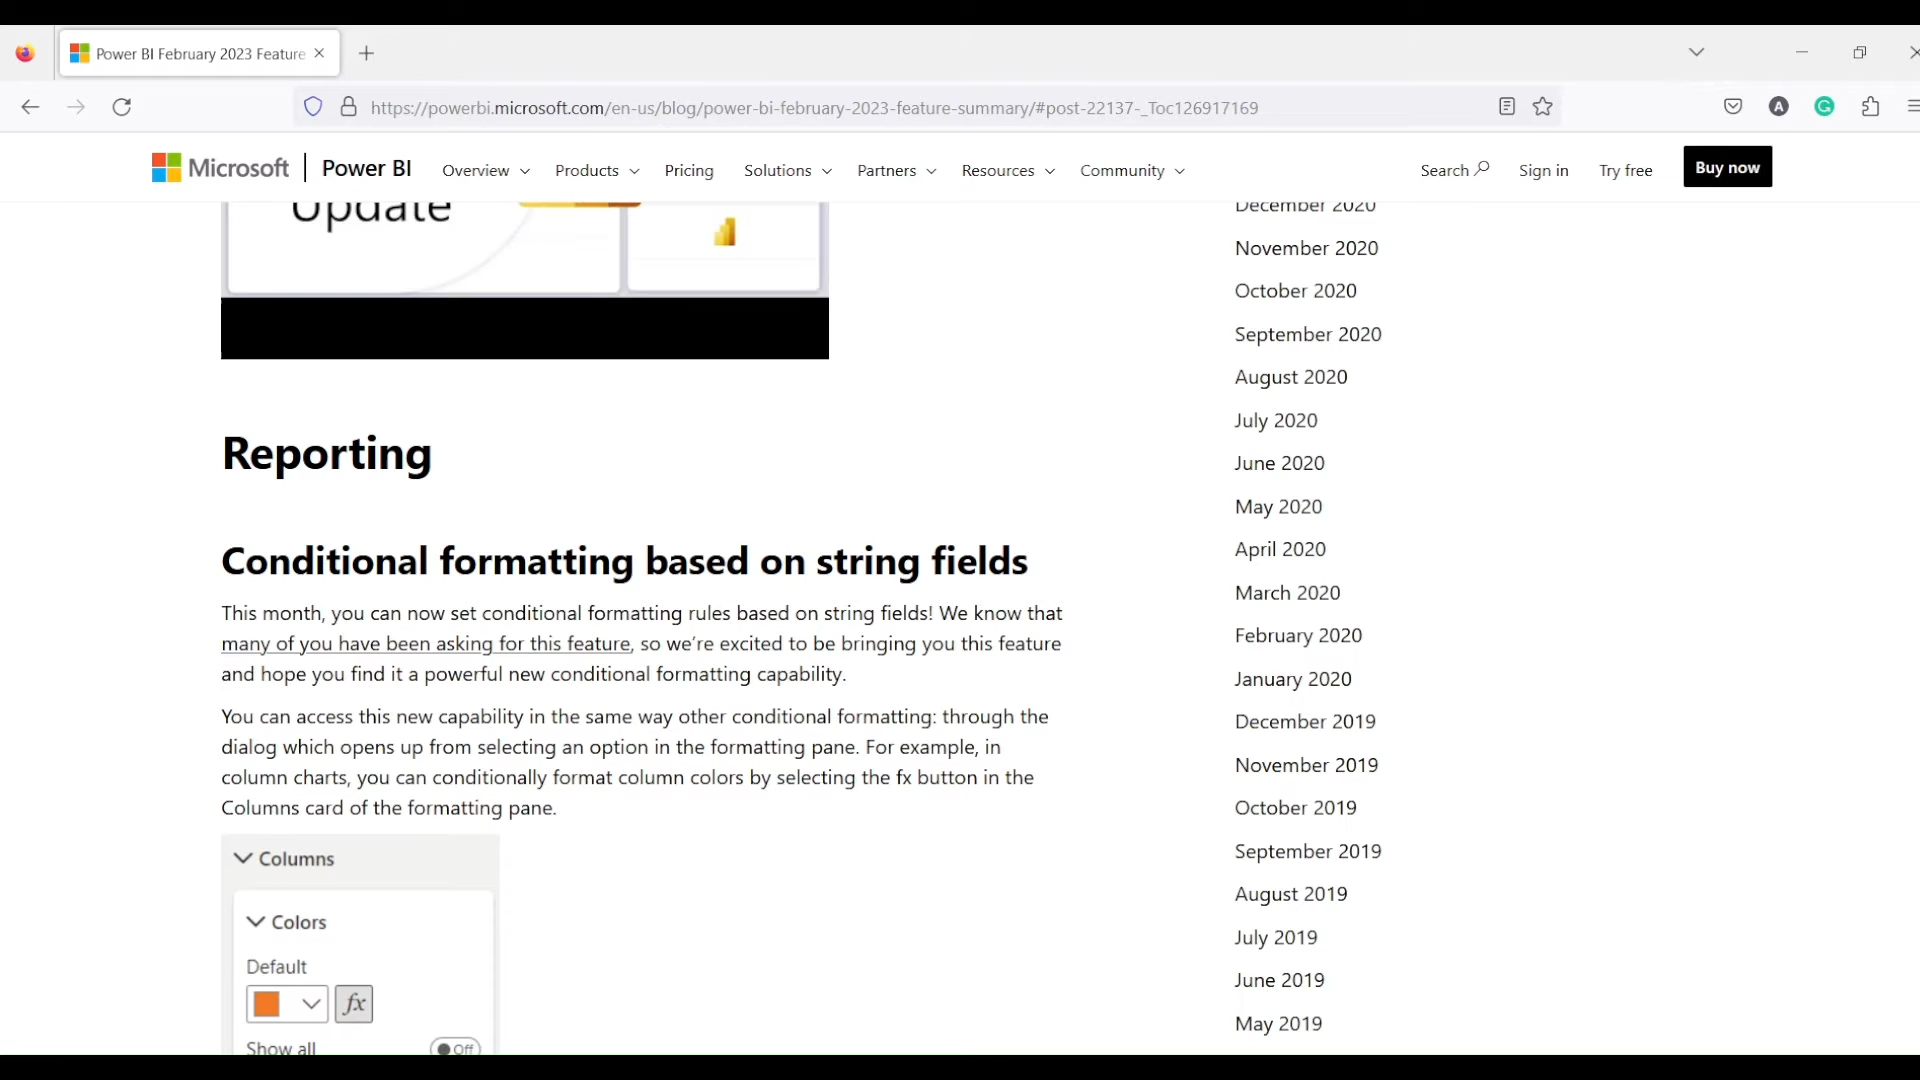 Power BI February 2023 Feature
https://powerbi.microsoft.com/en-us/blog/power-bi-february-2023-feature-summary/#post-22137-_Toc126917169
A
G
Microsoft
Power BI
Overview
Products
Pricing
Solutions
Partners
Resources
Community
Search
Sign in
Try free
Buy now
Update
Reporting
Conditional formatting based on string fields
This month, you can now set conditional formatting rules based on string fields! We know that
many of you have been asking for this feature, so we’re excited to be bringing you this feature
and hope you find it a powerful new conditional formatting capability.
You can access this new capability in the same way other conditional formatting: through the
dialog which opens up from selecting an option in the formatting pane. For example, in
column charts, you can conditionally format column colors by selecting the fx button in the
Columns card of the formatting pane.
Columns
Colors
Default
fx
Show all
Off
December 2020
November 2020
October 2020
September 2020
August 2020
July 2020
June 2020
May 2020
April 2020
March 2020
February 2020
January 2020
December 2019
November 2019
October 2019
September 2019
August 2019
July 2019
June 2019
May 2019